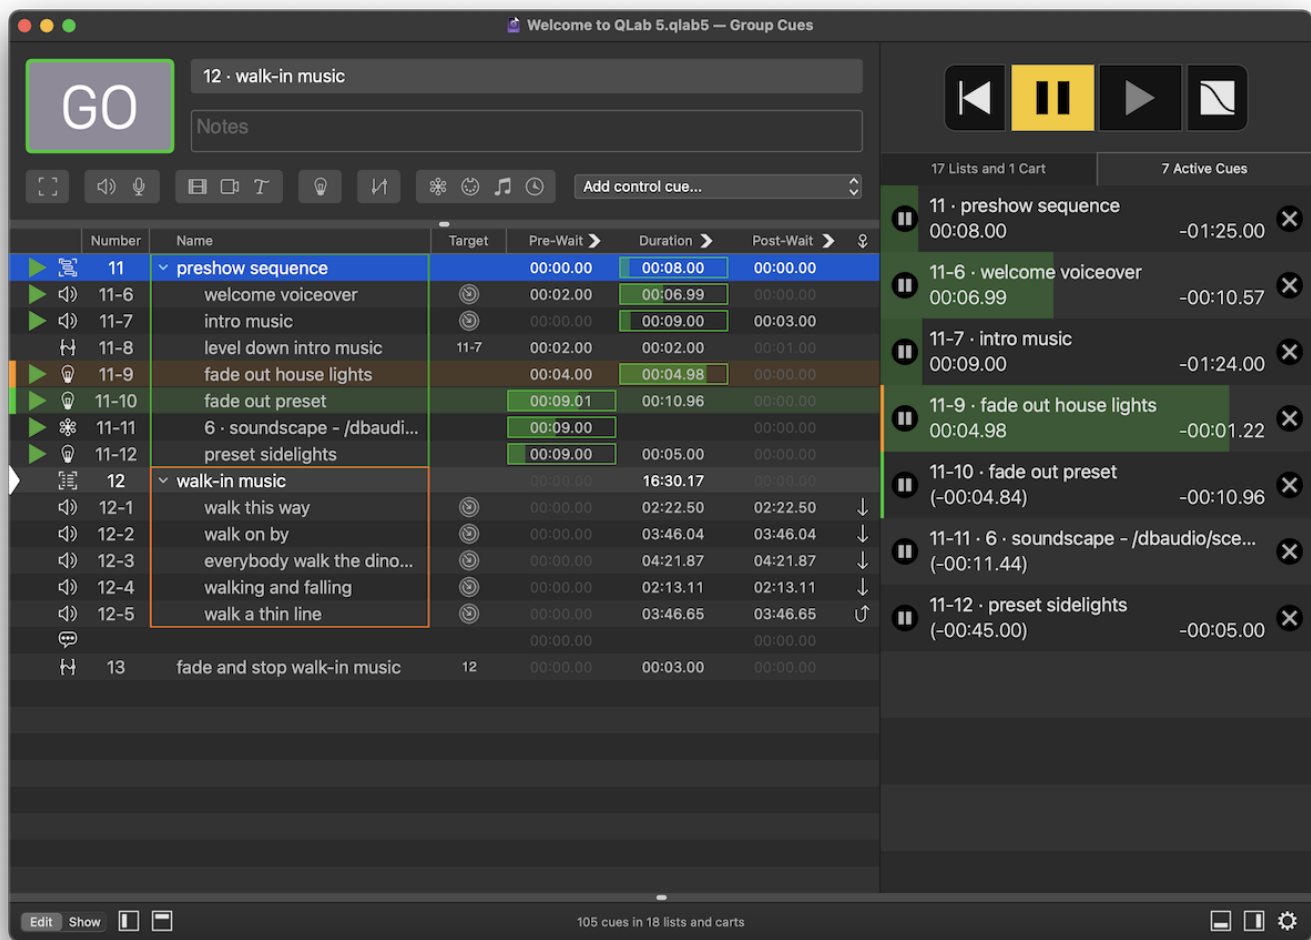 Welcome to QLab 5.qlab5 — Group Cues
GO
12 · walk-in music
Notes
Add control cue...
17 Lists and 1 Cart
7 Active Cues
Number Name Target Pre-Wait Duration Post-Wait
11 preshow sequence 00:00.00 00:08.00 00:00.00
11-6 welcome voiceover 00:02.00 00:06.99 00:00.00
11-7 intro music 00:00.00 00:09.00 00:03.00
11-8 level down intro music 11-7 00:02.00 00:02.00 00:01.00
11-9 fade out house lights 00:04.00 00:04.98 00:00.00
11-10 fade out preset 00:09.01 00:10.96 00:00.00
11-11 6 · soundscape - /dbaudi... 00:09.00 00:00.00
11-12 preset sidelights 00:09.00 00:05.00 00:00.00
12 walk-in music 00:00.00 16:30.17 00:00.00
12-1 walk this way 00:00.00 02:22.50 02:22.50
12-2 walk on by 00:00.00 03:46.04 03:46.04
12-3 everybody walk the dino... 00:00.00 04:21.87 04:21.87
12-4 walking and falling 00:00.00 02:13.11 02:13.11
12-5 walk a thin line 00:00.00 03:46.65 03:46.65
00:00.00 00:00.00
13 fade and stop walk-in music 12 00:00.00 00:03.00 00:00.00
11 · preshow sequence
00:08.00 -01:25.00
11-6 · welcome voiceover
00:06.99 -00:10.57
11-7 · intro music
00:09.00 -01:24.00
11-9 · fade out house lights
00:04.98 -00:01.22
11-10 · fade out preset
(-00:04.84) -00:10.96
11-11 · 6 · soundscape - /dbaudio/sce...
(-00:11.44)
11-12 · preset sidelights
(-00:45.00) -00:05.00
Edit Show
105 cues in 18 lists and carts